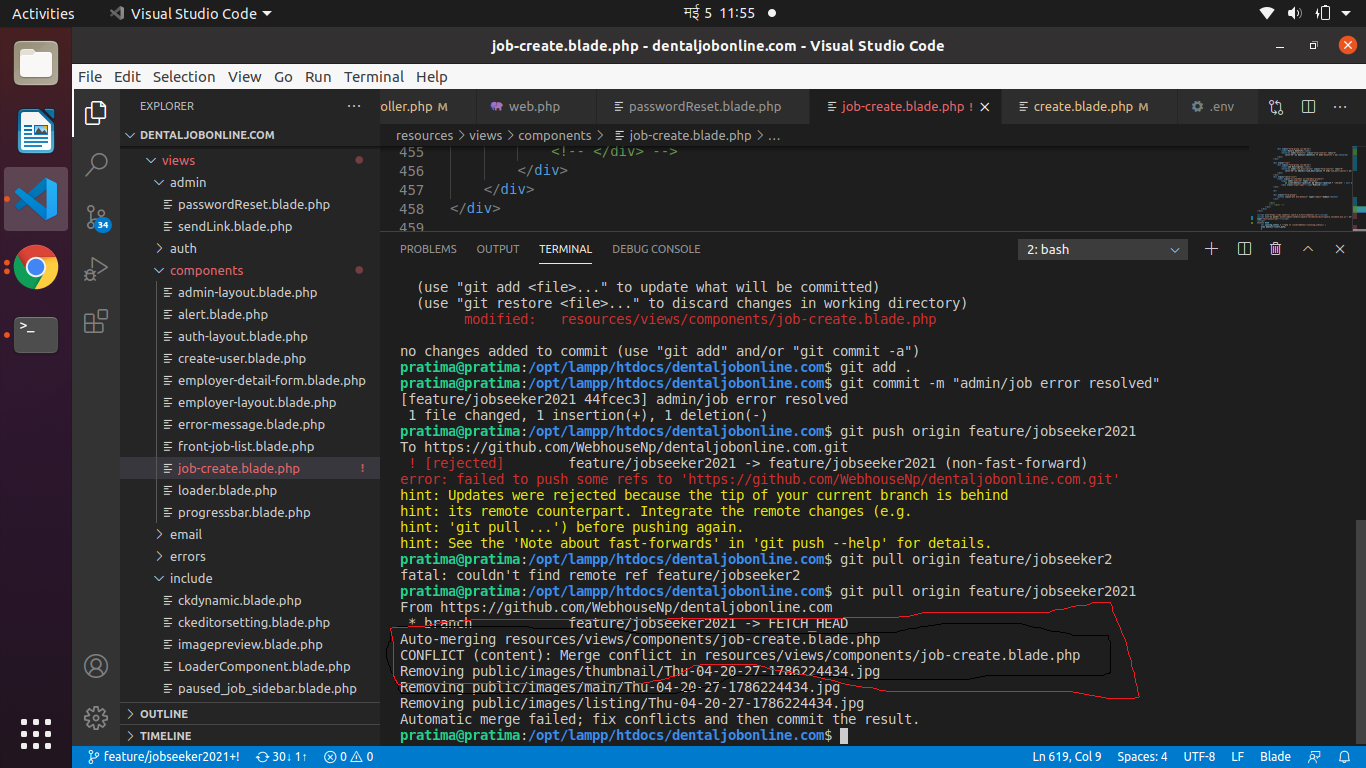 Activities Visual Studio Code मई 5 11:55
job-create.blade.php - dentaljobonline.com - Visual Studio Code
File Edit Selection View Go Run Terminal Help
EXPLORER
oller.php M web.php passwordReset.blade.php job-create.blade.php ! create.blade.php M .env
DENTALJOBONLINE.COM
resources > views > components > job-create.blade.php > ...
views
admin
passwordReset.blade.php
sendLink.blade.php
auth
components
admin-layout.blade.php
alert.blade.php
auth-layout.blade.php
create-user.blade.php
employer-detail-form.blade.php
employer-layout.blade.php
error-message.blade.php
front-job-list.blade.php
job-create.blade.php !
loader.blade.php
progressbar.blade.php
email
errors
include
ckdynamic.blade.php
ckeditorsetting.blade.php
imagepreview.blade.php
LoaderComponent.blade.php
paused_job_sidebar.blade.php
OUTLINE
TIMELINE
34
455 <!-- </div> -->
456 </div>
457 </div>
458 </div>
459
PROBLEMS OUTPUT TERMINAL DEBUG CONSOLE 2: bash
(use "git add <file>..." to update what will be committed)
(use "git restore <file>..." to discard changes in working directory)
modified: resources/views/components/job-create.blade.php
no changes added to commit (use "git add" and/or "git commit -a")
pratima@pratima:/opt/lampp/htdocs/dentaljobonline.com$ git add .
pratima@pratima:/opt/lampp/htdocs/dentaljobonline.com$ git commit -m "admin/job error resolved"
[feature/jobseeker2021 44fcec3] admin/job error resolved
1 file changed, 1 insertion(+), 1 deletion(-)
pratima@pratima:/opt/lampp/htdocs/dentaljobonline.com$ git push origin feature/jobseeker2021
To https://github.com/WebhouseNp/dentaljobonline.com.git
! [rejected] feature/jobseeker2021 -> feature/jobseeker2021 (non-fast-forward)
error: failed to push some refs to 'https://github.com/WebhouseNp/dentaljobonline.com.git'
hint: Updates were rejected because the tip of your current branch is behind
hint: its remote counterpart. Integrate the remote changes (e.g.
hint: 'git pull ...') before pushing again.
hint: See the 'Note about fast-forwards' in 'git push --help' for details.
pratima@pratima:/opt/lampp/htdocs/dentaljobonline.com$ git pull origin feature/jobseeker2
fatal: couldn't find remote ref feature/jobseeker2
pratima@pratima:/opt/lampp/htdocs/dentaljobonline.com$ git pull origin feature/jobseeker2021
From https://github.com/WebhouseNp/dentaljobonline.com
* branch feature/jobseeker2021 -> FETCH_HEAD
Auto-merging resources/views/components/job-create.blade.php
CONFLICT (content): Merge conflict in resources/views/components/job-create.blade.php
Removing public/images/thumbnail/Thu-04-20-27-1786224434.jpg
Removing public/images/main/Thu-04-20-27-1786224434.jpg
Removing public/images/listing/Thu-04-20-27-1786224434.jpg
Automatic merge failed; fix conflicts and then commit the result.
pratima@pratima:/opt/lampp/htdocs/dentaljobonline.com$
feature/jobseeker2021+! 30↓ 1↑ 0 0 Ln 619, Col 9 Spaces: 4 UTF-8 LF Blade